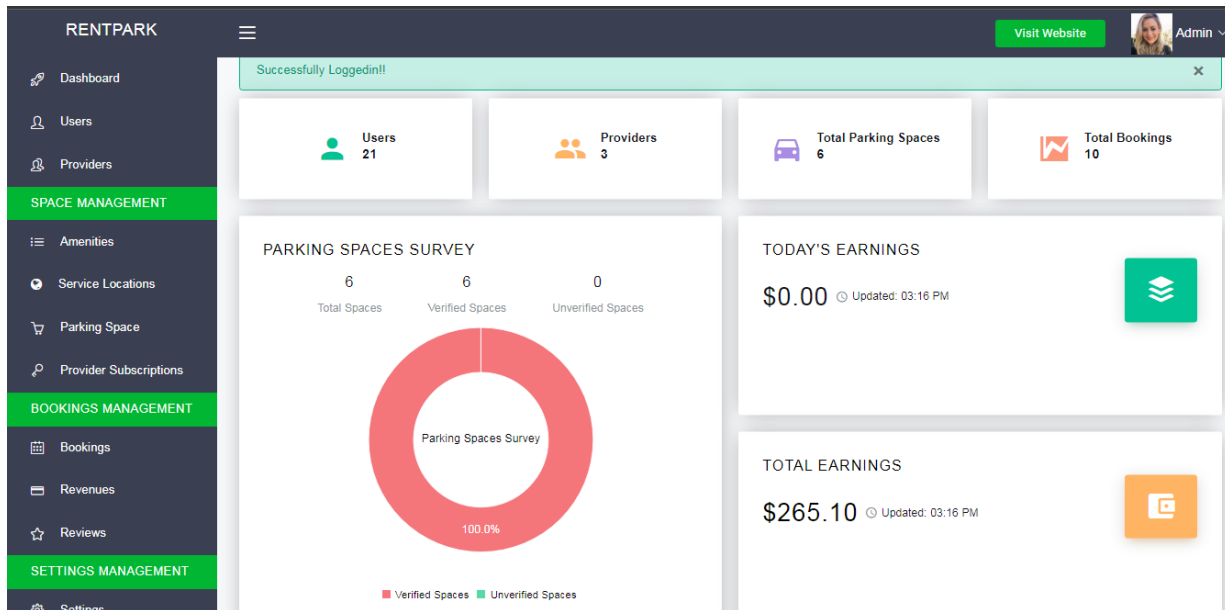 RENTPARK
Visit Website
Admin
Dashboard
Users
Providers
SPACE MANAGEMENT
Amenities
Service Locations
Parking Space
Provider Subscriptions
BOOKINGS MANAGEMENT
Bookings
Revenues
Reviews
SETTINGS MANAGEMENT
Settings
Successfully Loggedin!!
Users
21
Providers
3
Total Parking Spaces
6
Total Bookings
10
PARKING SPACES SURVEY
6 6 0
Total Spaces Verified Spaces Unverified Spaces
Parking Spaces Survey
100.0%
Verified Spaces Unverified Spaces
TODAY'S EARNINGS
$0.00 Updated: 03:16 PM
TOTAL EARNINGS
$265.10 Updated: 03:16 PM